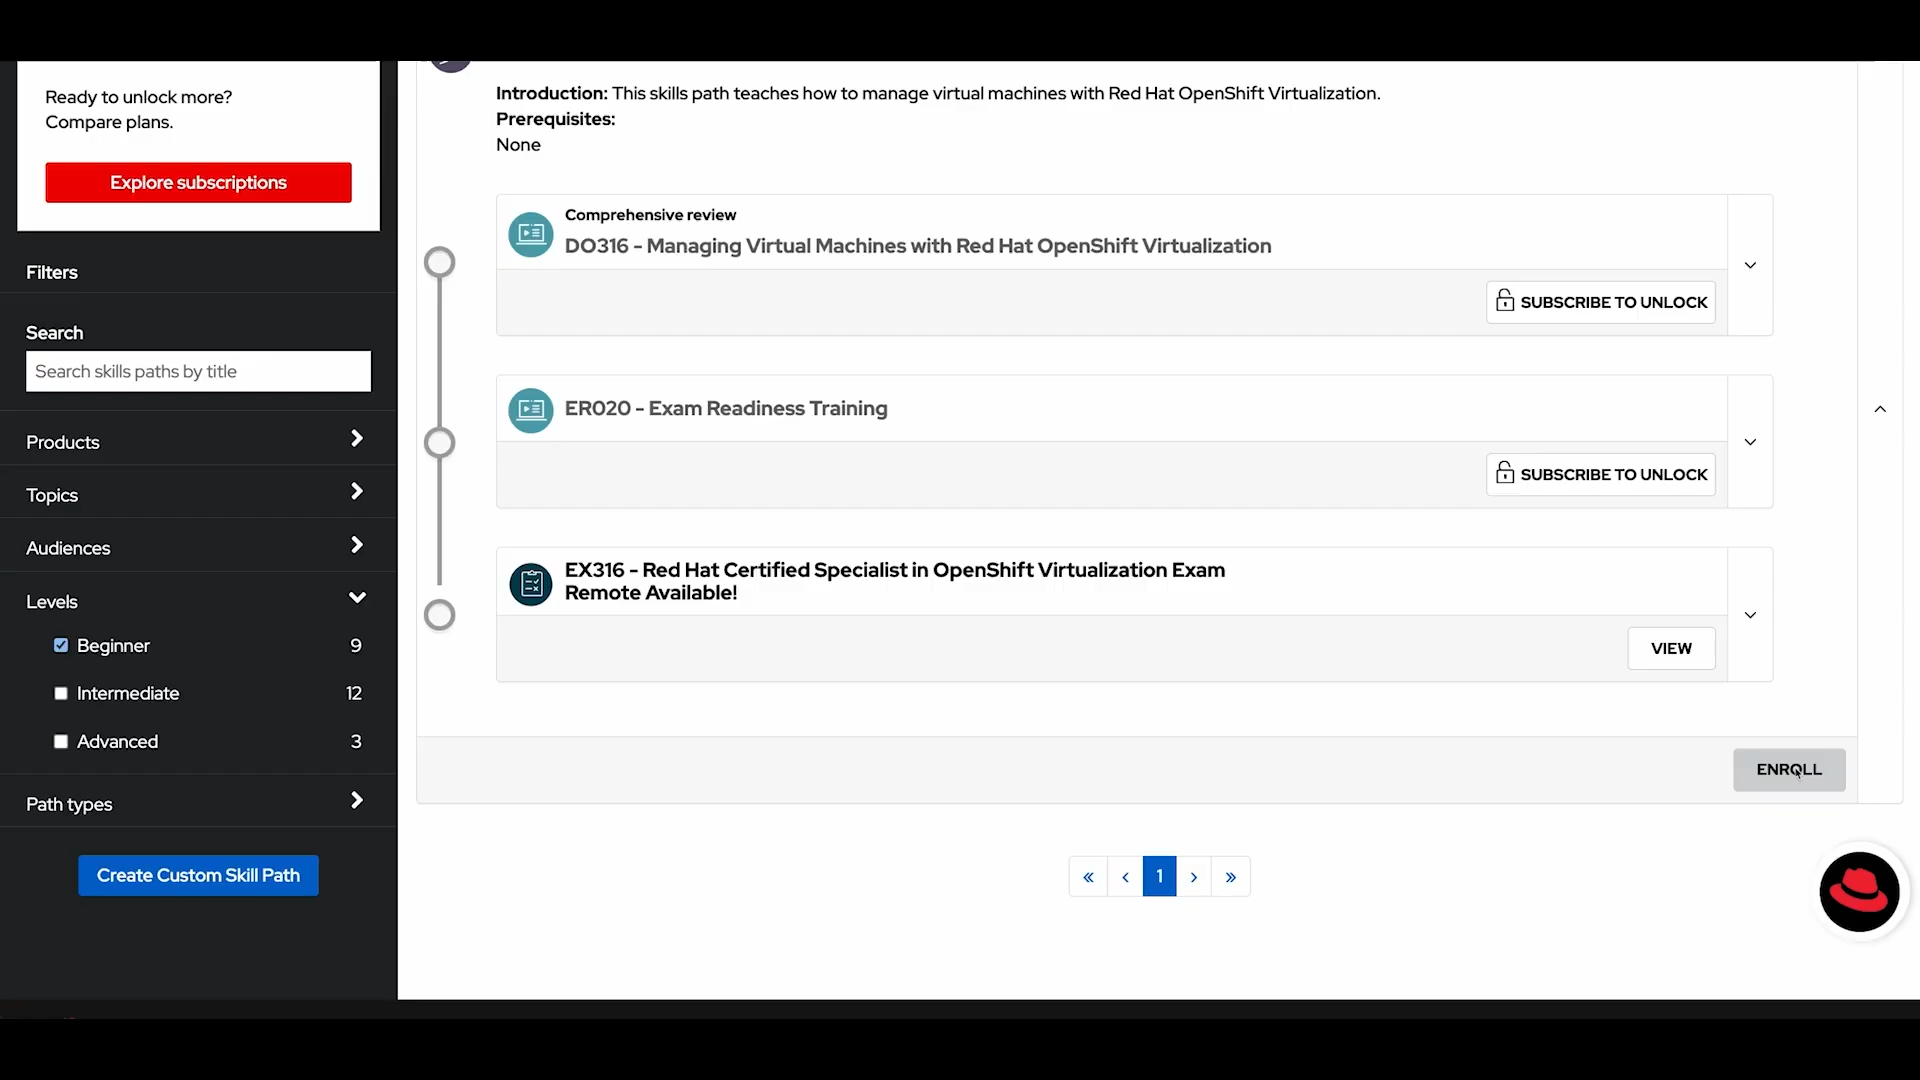 Ready to unlock more?
Compare plans.
Explore subscriptions
Filters
Search
Search skills paths by title
Products
Topics
Audiences
Levels
Beginner 9
Intermediate 12
Advanced 3
Path types
Create Custom Skill Path
Introduction: This skills path teaches how to manage virtual machines with Red Hat OpenShift Virtualization.
Prerequisites:
None
Comprehensive review
DO316 - Managing Virtual Machines with Red Hat OpenShift Virtualization
SUBSCRIBE TO UNLOCK
ER020 - Exam Readiness Training
SUBSCRIBE TO UNLOCK
EX316 - Red Hat Certified Specialist in OpenShift Virtualization Exam
Remote Available!
VIEW
ENROLL
« ‹ 1 › »